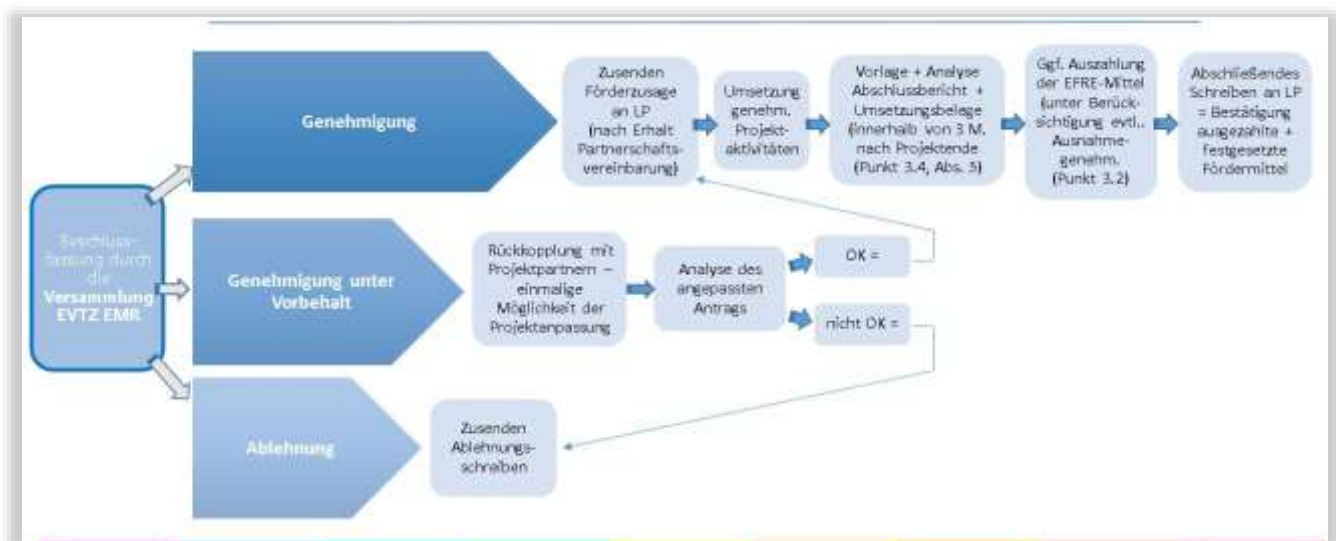 Beschluss-
fassung durch
die
Versammlung
EVTZ EMR
Genehmigung
Zusenden
Förderzusage
an LP
(nach Erhalt
Partnerschafts-
vereinbarung)
Umsetzung
genehm.
Projekt-
aktivitäten
Vorlage + Analyse
Abschlussbericht +
Umsetzungsbelege
(innerhalb von 3 M.
nach Projektende
(Punkt 3.4, Abs. 5)
Ggf. Auszahlung
der EFRE-Mittel
(unter Berück-
sichtigung evtl..
Ausnahme-
genehm.
(Punkt 3.2)
Abschließendes
Schreiben an LP
= Bestätigung
ausgezahlte +
festgesetzte
Fördermittel
Genehmigung unter
Vorbehalt
Rückkopplung mit
Projektpartnern –
einmalige
Möglichkeit der
Projektanpassung
Analyse des
angepassten
Antrags
OK =
nicht OK =
Ablehnung
Zusenden
Ablehnungs-
schreiben